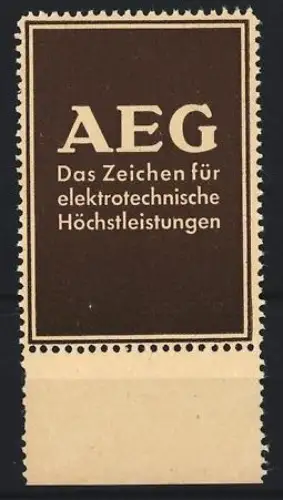 AEG
Das Zeichen für
elektrotechnische
Höchstleistungen